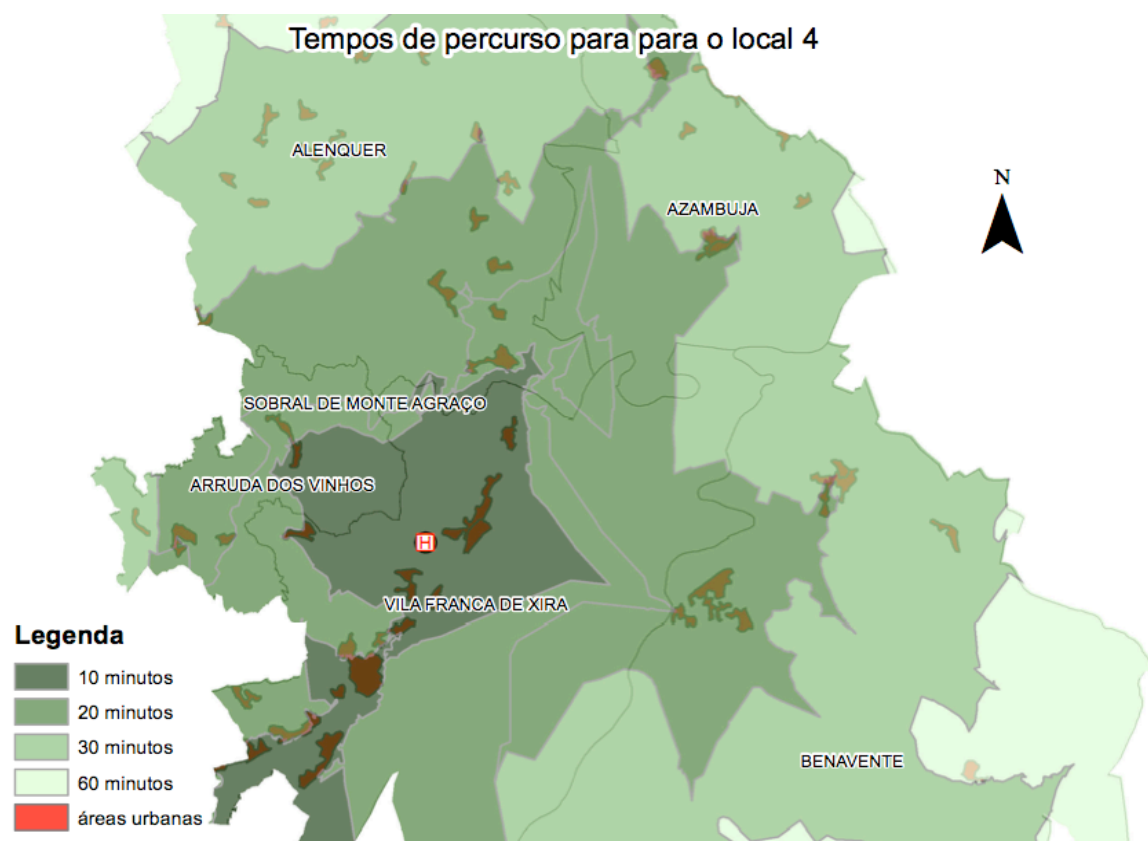 Tempos de percurso para para o local 4
ALENQUER
AZAMBUJA
N
SOBRAL DE MONTE AGRAÇO
ARRUDA DOS VINHOS
H
VILA FRANCA DE XIRA
BENAVENTE
Legenda
10 minutos
20 minutos
30 minutos
60 minutos
áreas urbanas